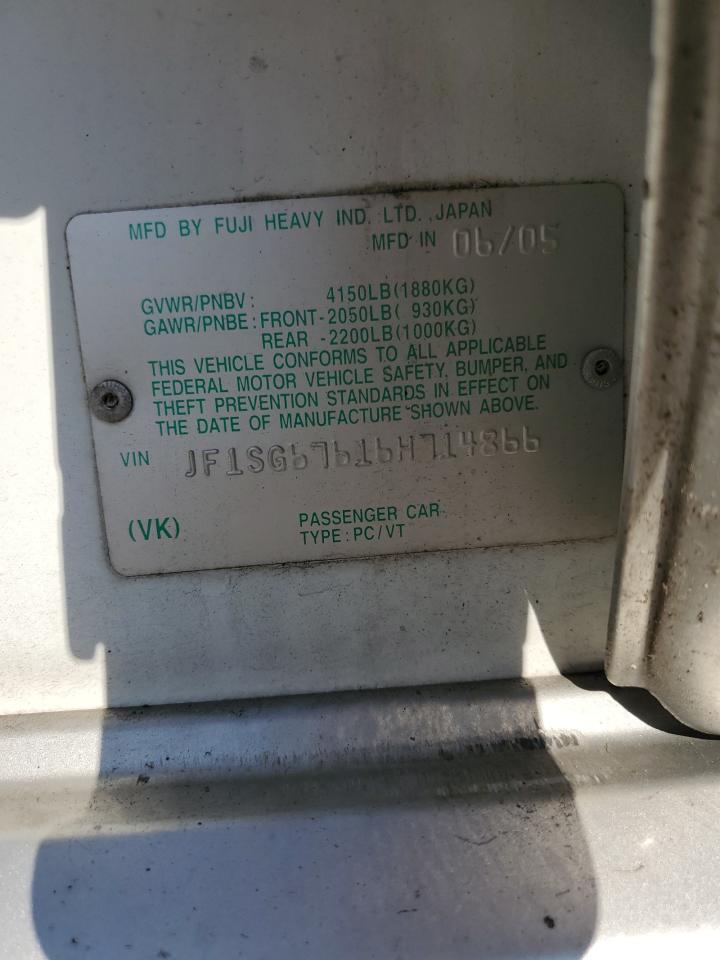 MFD BY FUJI HEAVY IND. LTD. JAPAN
MFD IN 06/05
GVWR/PNBV: 4150LB(1880KG)
GAWR/PNBE: FRONT-2050LB( 930KG)
REAR -2200LB(1000KG)
THIS VEHICLE CONFORMS TO ALL APPLICABLE
FEDERAL MOTOR VEHICLE SAFETY, BUMPER, AND
THEFT PREVENTION STANDARDS IN EFFECT ON
THE DATE OF MANUFACTURE SHOWN ABOVE.
VIN JF1SG67616H714866
(VK) PASSENGER CAR
TYPE: PC/VT